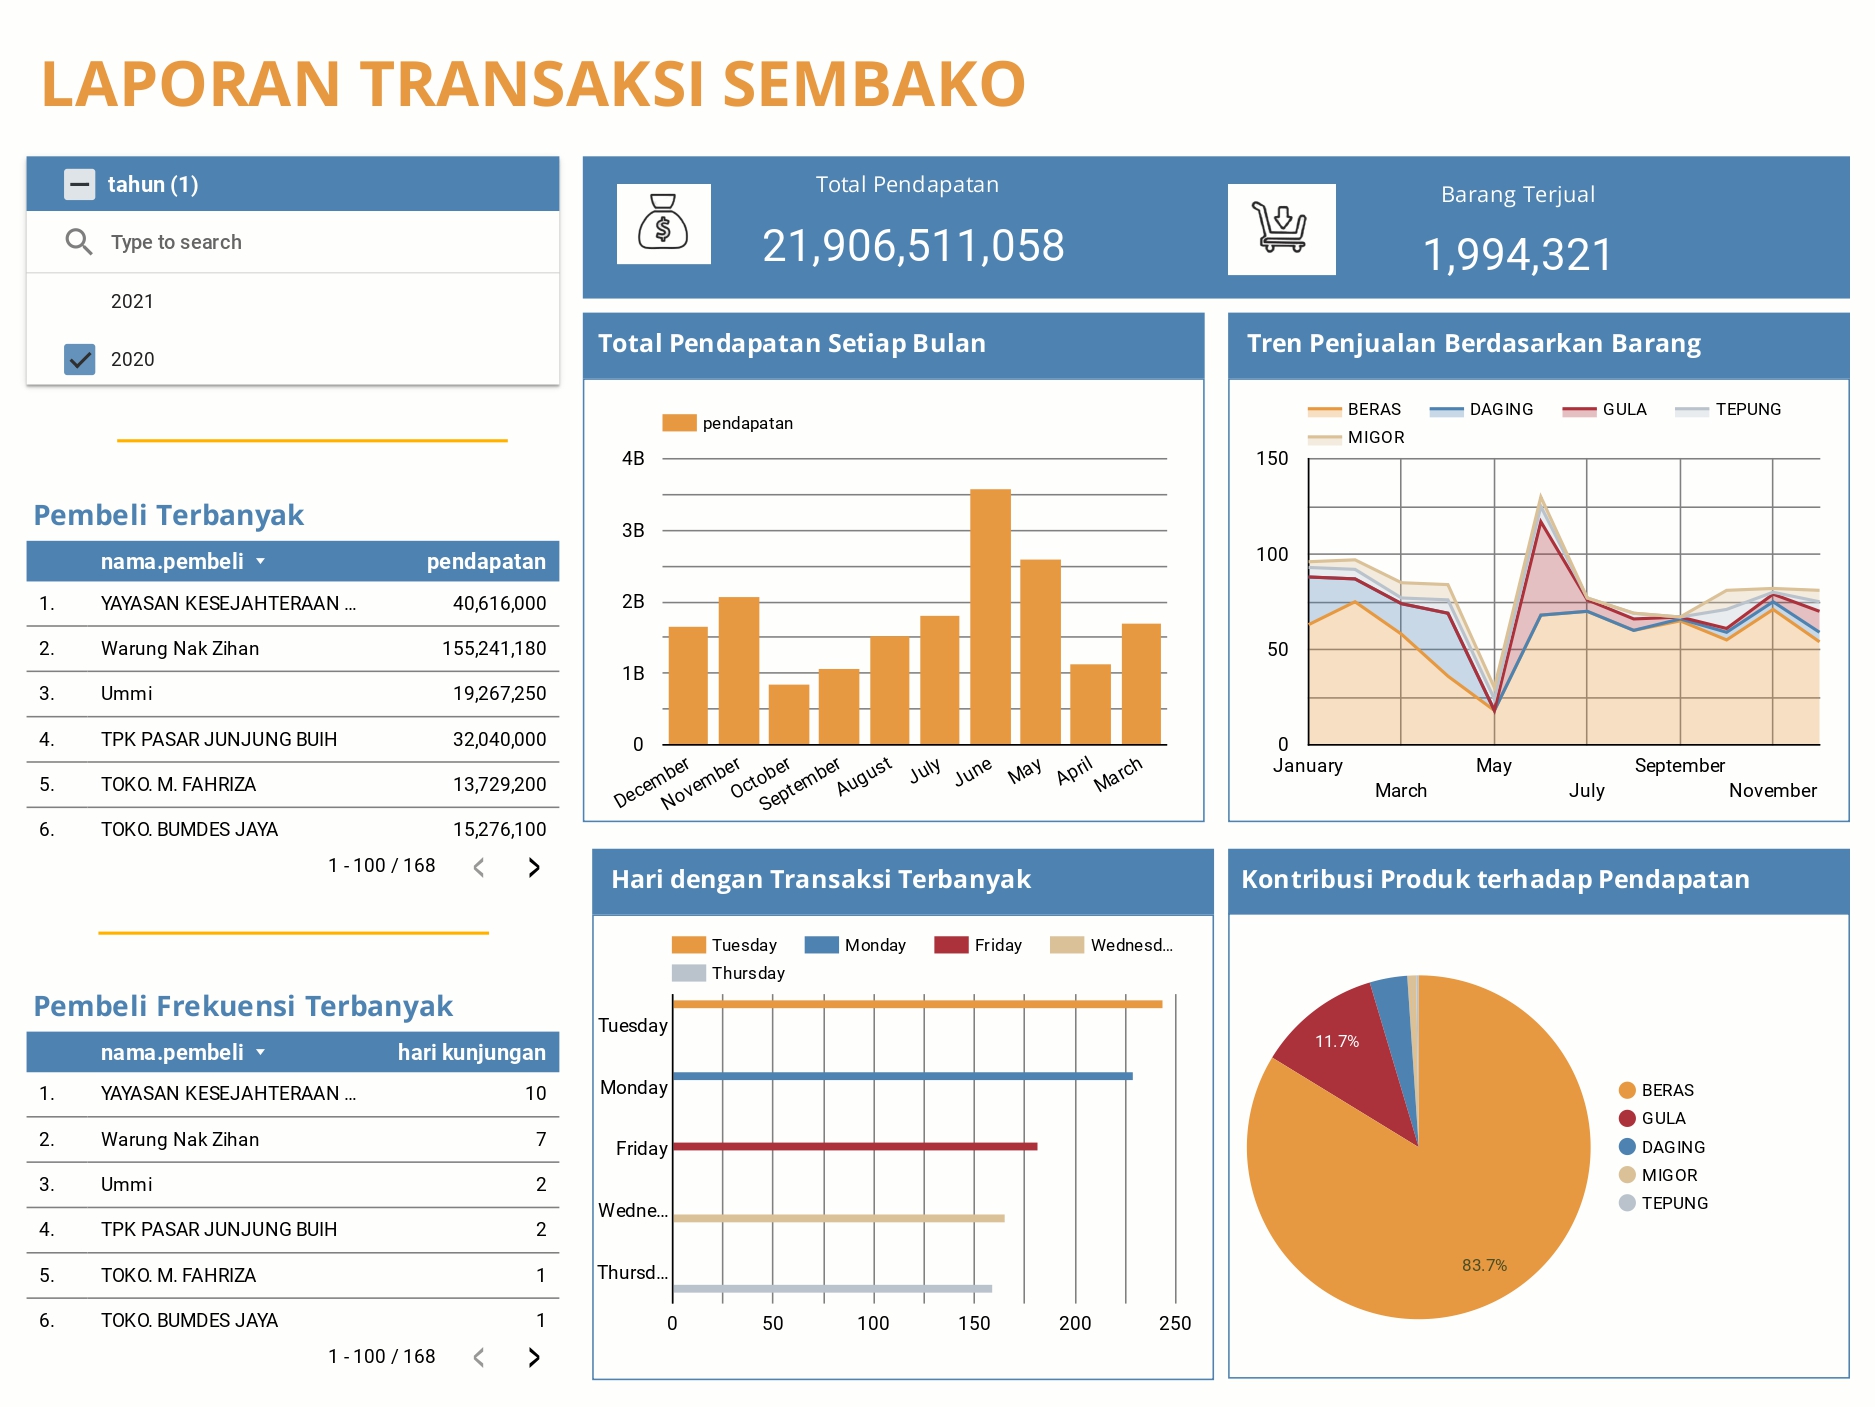 LAPORAN TRANSAKSI SEMBAKO
tahun (1)
Type to search
2021
2020
Total Pendapatan
21,906,511,058
Barang Terjual
1,994,321
Pembeli Terbanyak
nama.pembeli pendapatan
1. YAYASAN KESEJAHTERAAN ... 40,616,000
2. Warung Nak Zihan 155,241,180
3. Ummi 19,267,250
4. TPK PASAR JUNJUNG BUIH 32,040,000
5. TOKO. M. FAHRIZA 13,729,200
6. TOKO. BUMDES JAYA 15,276,100
1 - 100 / 168
Pembeli Frekuensi Terbanyak
nama.pembeli hari kunjungan
1. YAYASAN KESEJAHTERAAN ... 10
2. Warung Nak Zihan 7
3. Ummi 2
4. TPK PASAR JUNJUNG BUIH 2
5. TOKO. M. FAHRIZA 1
6. TOKO. BUMDES JAYA 1
1 - 100 / 168
Total Pendapatan Setiap Bulan
pendapatan
4B
3B
2B
1B
0
December November October September August July June May April March
Tren Penjualan Berdasarkan Barang
BERAS DAGING GULA TEPUNG
MIGOR
150
100
50
0
January May September
March July November
Hari dengan Transaksi Terbanyak
Tuesday Monday Friday Wednesd...
Thursday
Tuesday
Monday
Friday
Wedne...
Thursd...
0 50 100 150 200 250
Kontribusi Produk terhadap Pendapatan
11.7%
83.7%
BERAS
GULA
DAGING
MIGOR
TEPUNG